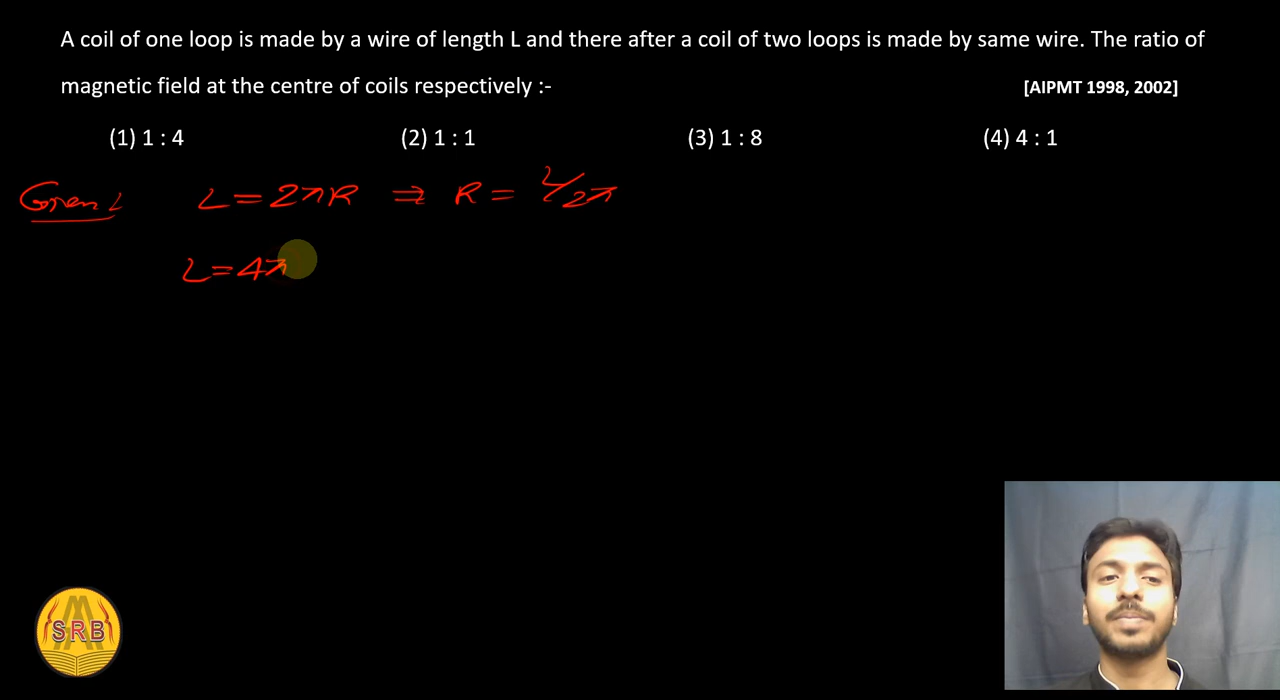 A coil of one loop is made by a wire of length L and there after a coil of two loops is made by same wire. The ratio of
magnetic field at the centre of coils respectively :-
[AIPMT 1998, 2002]
(1) 1 : 4 (2) 1 : 1 (3) 1 : 8 (4) 4 : 1
Given: L = 2πR ⇒ R = L/2π
L = 4π
SRB